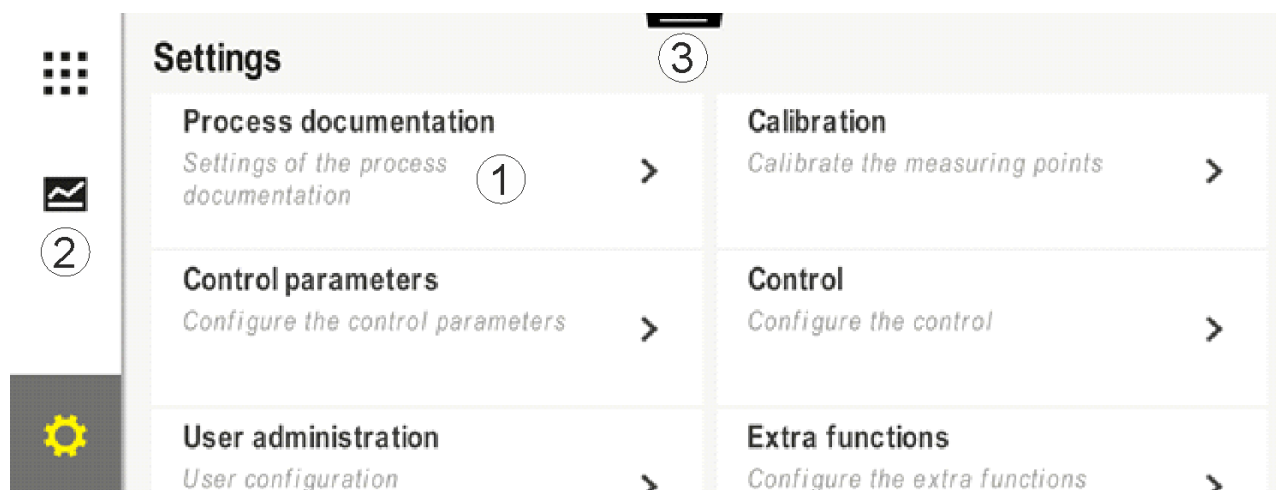 Settings
3
Process documentation
Settings of the process
documentation
1
Calibration
Calibrate the measuring points
2
Control parameters
Configure the control parameters
Control
Configure the control
User administration
User configuration
Extra functions
Configure the extra functions